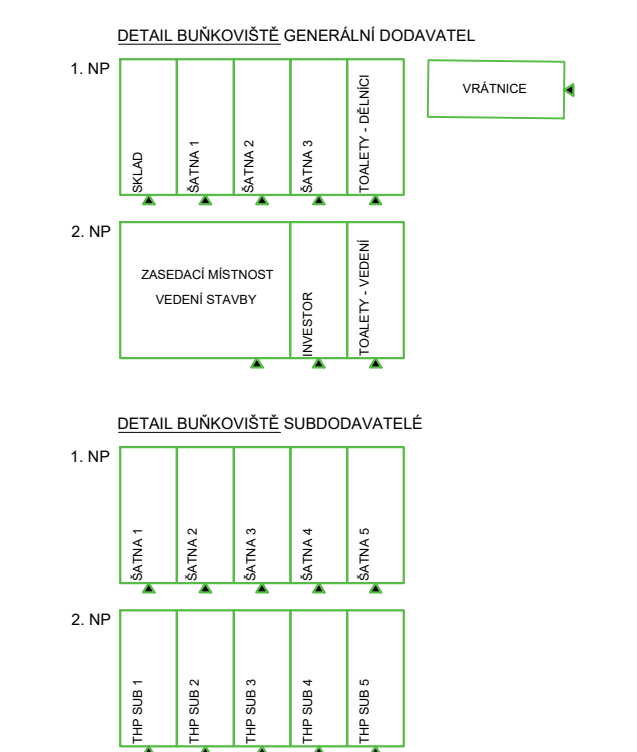 DETAIL BUŇKOVIŠTĚ GENERÁLNÍ DODAVATEL
1. NP
SKLAD
ŠATNA 1
ŠATNA 2
ŠATNA 3
TOALETY - DĚLNÍCI
VRÁTNICE
2. NP
ZASEDACÍ MÍSTNOST
VEDENÍ STAVBY
INVESTOR
TOALETY - VEDENÍ
DETAIL BUŇKOVIŠTĚ SUBDODAVATELÉ
1. NP
ŠATNA 1
ŠATNA 2
ŠATNA 3
ŠATNA 4
ŠATNA 5
2. NP
THP SUB 1
THP SUB 2
THP SUB 3
THP SUB 4
THP SUB 5